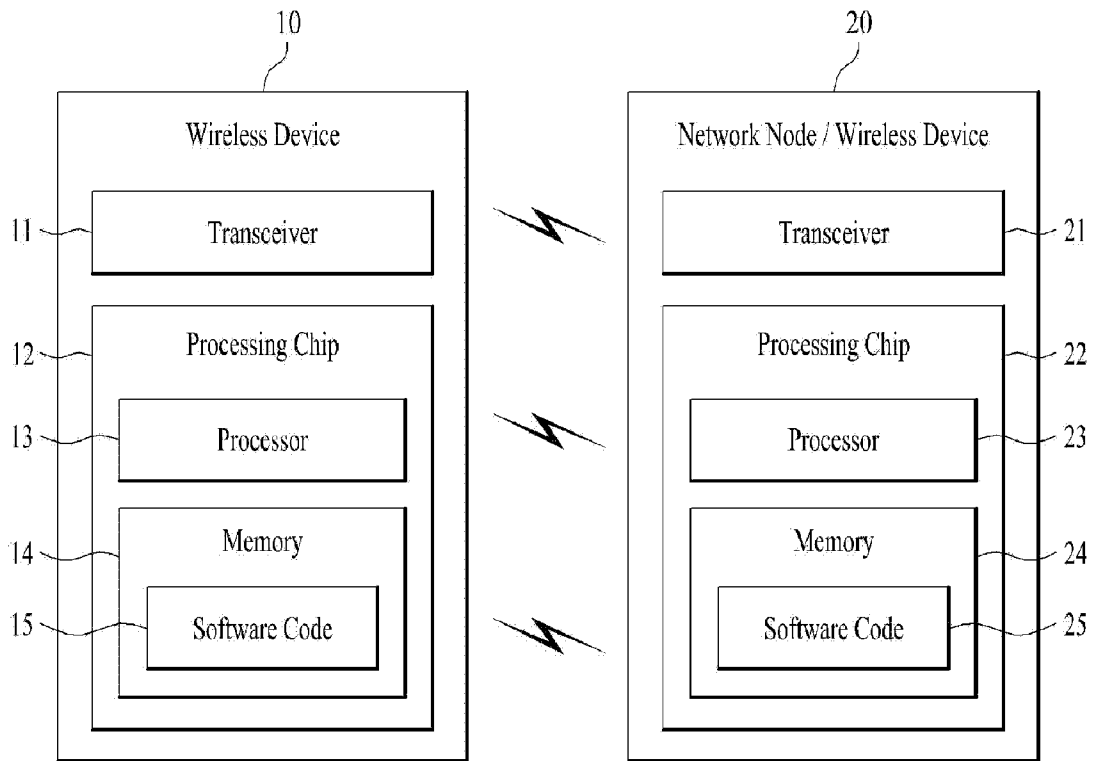 10
20
Wireless Device
Network Node / Wireless Device
11
Transceiver
Transceiver
21
12
Processing Chip
Processing Chip
22
13
Processor
Processor
23
14
Memory
Memory
24
15
Software Code
Software Code
25